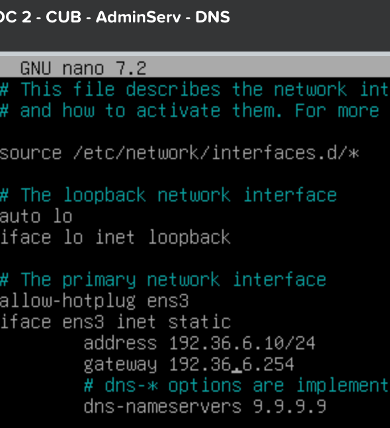 OC 2 - CUB - AdminServ - DNS
GNU nano 7.2
# This file describes the network int
# and how to activate them. For more
source /etc/network/interfaces.d/*
# The loopback network interface
auto lo
iface lo inet loopback
# The primary network interface
allow-hotplug ens3
iface ens3 inet static
address 192.36.6.10/24
gateway 192.36.6.254
# dns-* options are implement
dns-nameservers 9.9.9.9